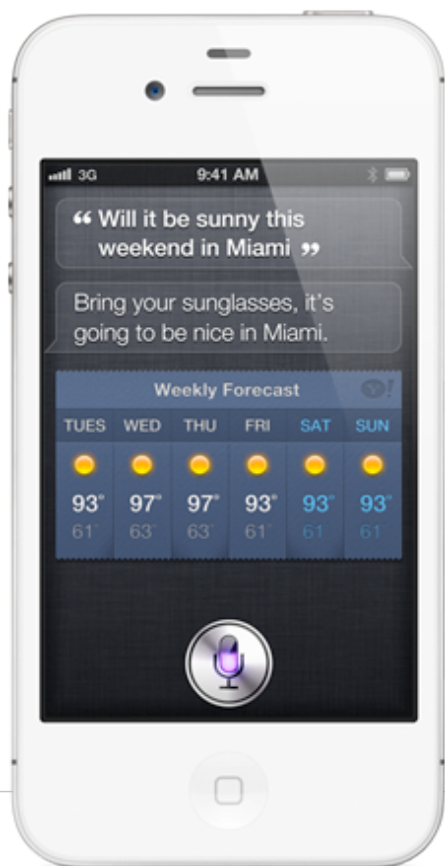 3G 9:41 AM
“ Will it be sunny this
weekend in Miami ”
Bring your sunglasses, it's
going to be nice in Miami.
Weekly Forecast Y!
TUES WED THU FRI SAT SUN
93° 97° 97° 93° 93° 93°
61° 63° 63° 61° 61° 61°